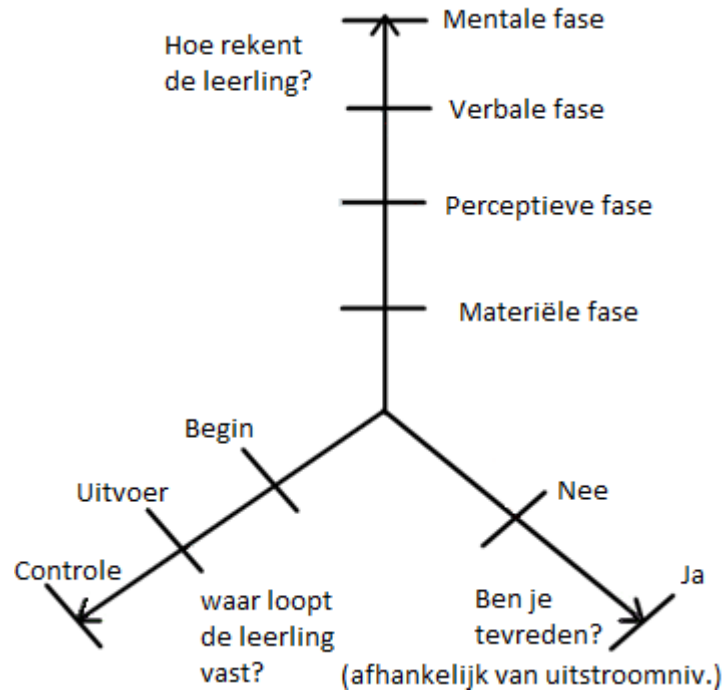 Mentale fase
Hoe rekent
de leerling?
Verbale fase
Perceptieve fase
Materiële fase
Begin
Uitvoer
Controle
waar loopt
de leerling
vast?
Nee
Ja
Ben je
tevreden?
(afhankelijk van uitstroomniv.)